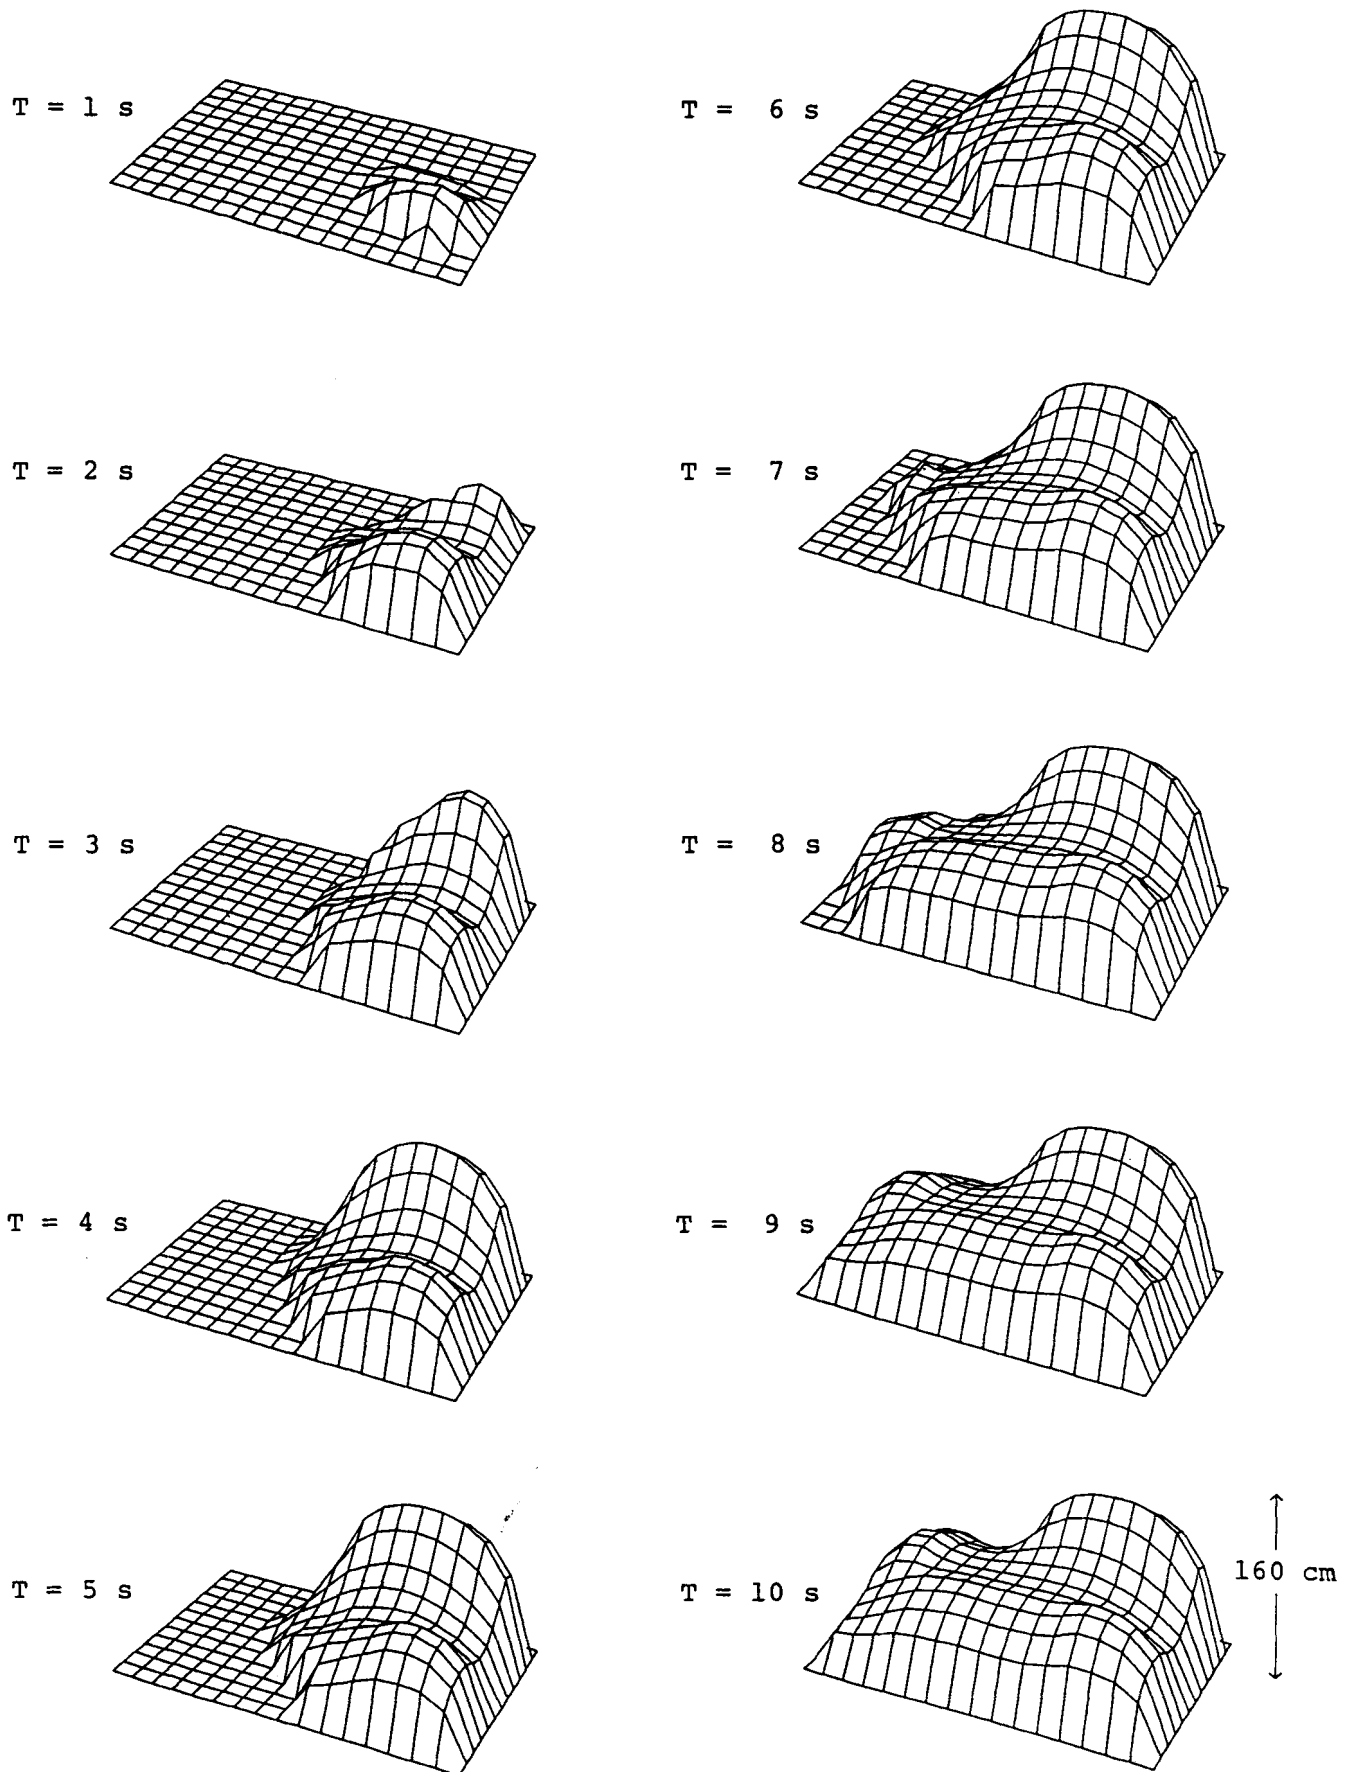 T = 1 s
T = 2 s
T = 3 s
T = 4 s
T = 5 s
T = 6 s
T = 7 s
T = 8 s
T = 9 s
T = 10 s
160 cm